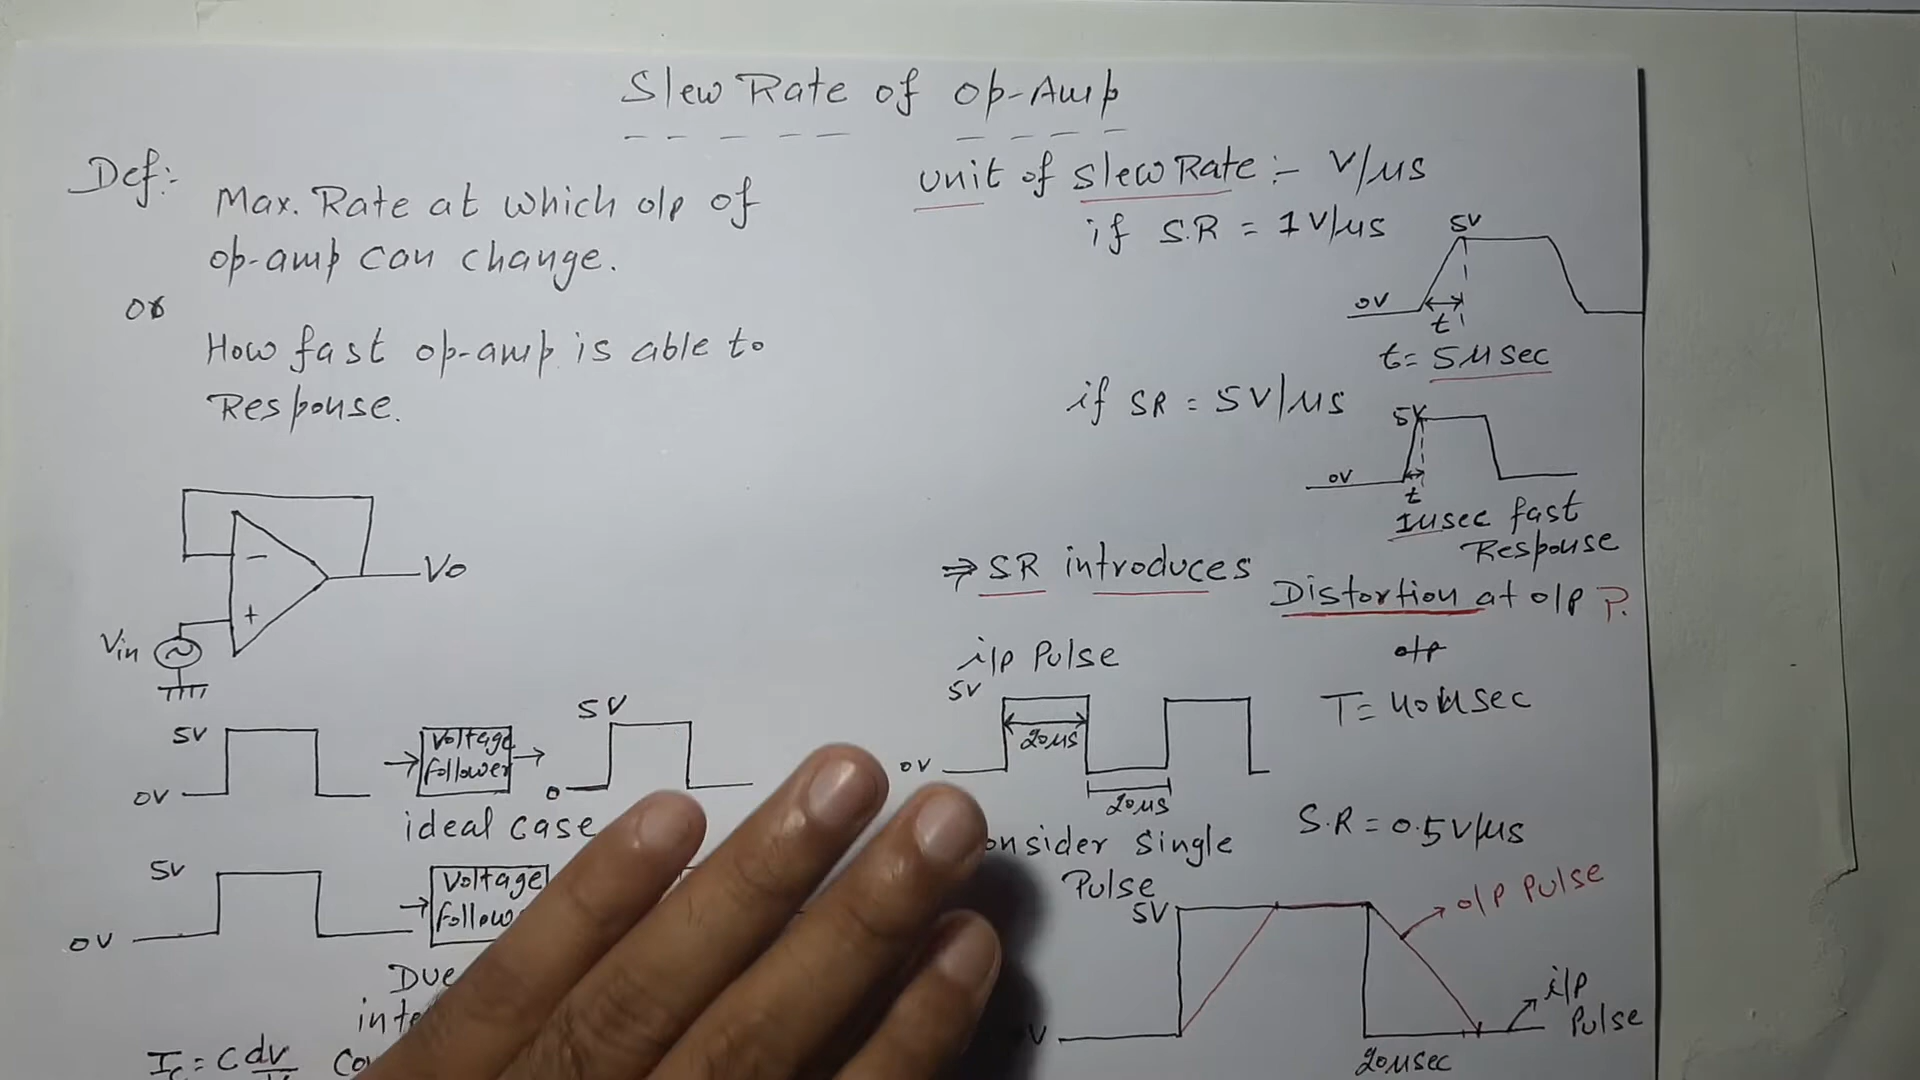 Slew Rate of Op-Amp
Def:-
Max. Rate at which o/p of
op-amp can change.
or
How fast op-amp is able to
Response.
-
+
Vo
Vin
5V
0V
Voltage
follower
5V
0
ideal case
5V
0V
Voltage
Due
Ic = C dv
unit of Slew Rate :- V/μs
if S.R = 1V/μs
5V
0V
t
t= 5μsec
if SR = 5V/μs
5V
0V
t
1μsec fast
Response
⇒ SR introduces
Distortion at o/p ?
i/p Pulse
5V
20μs
0V
20μs
o/p
T= 40μsec
Single
Pulse
S.R = 0.5V/μs
5V
o/p Pulse
V
i/p
Pulse
20μsec